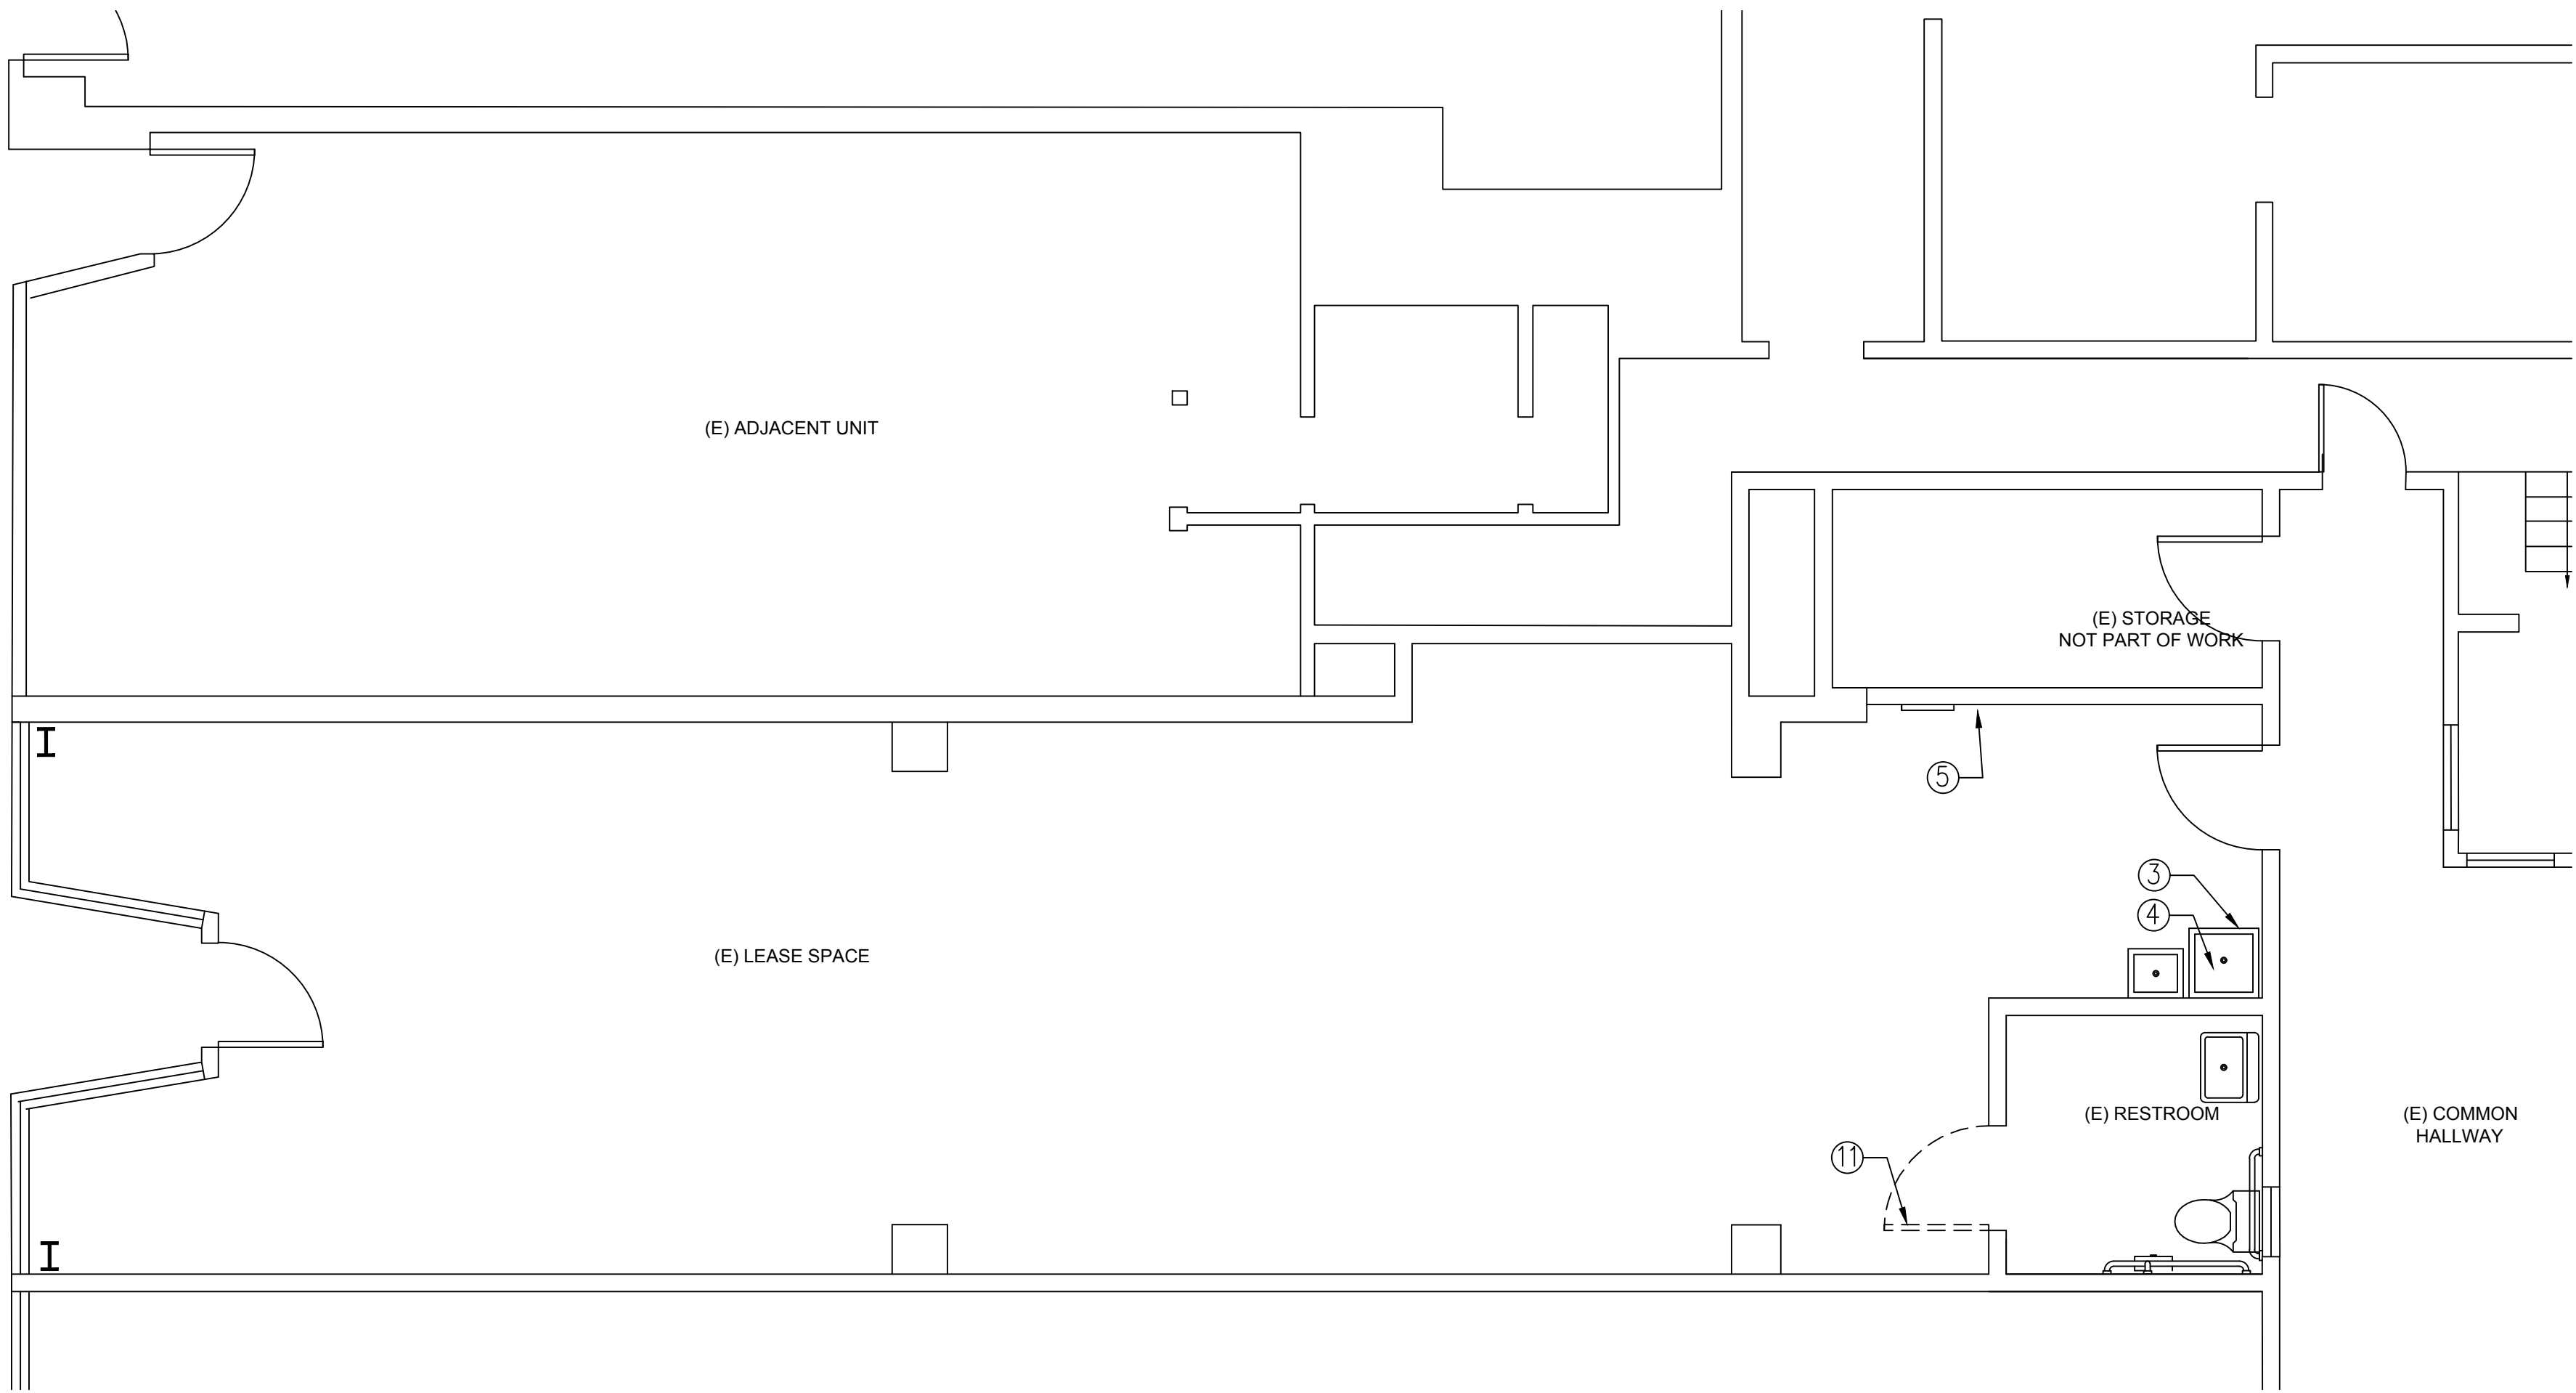 (E) ADJACENT UNIT
(E) STORAGE
NOT PART OF WORK
5
3
4
(E) LEASE SPACE
(E) RESTROOM
(E) COMMON
HALLWAY
11